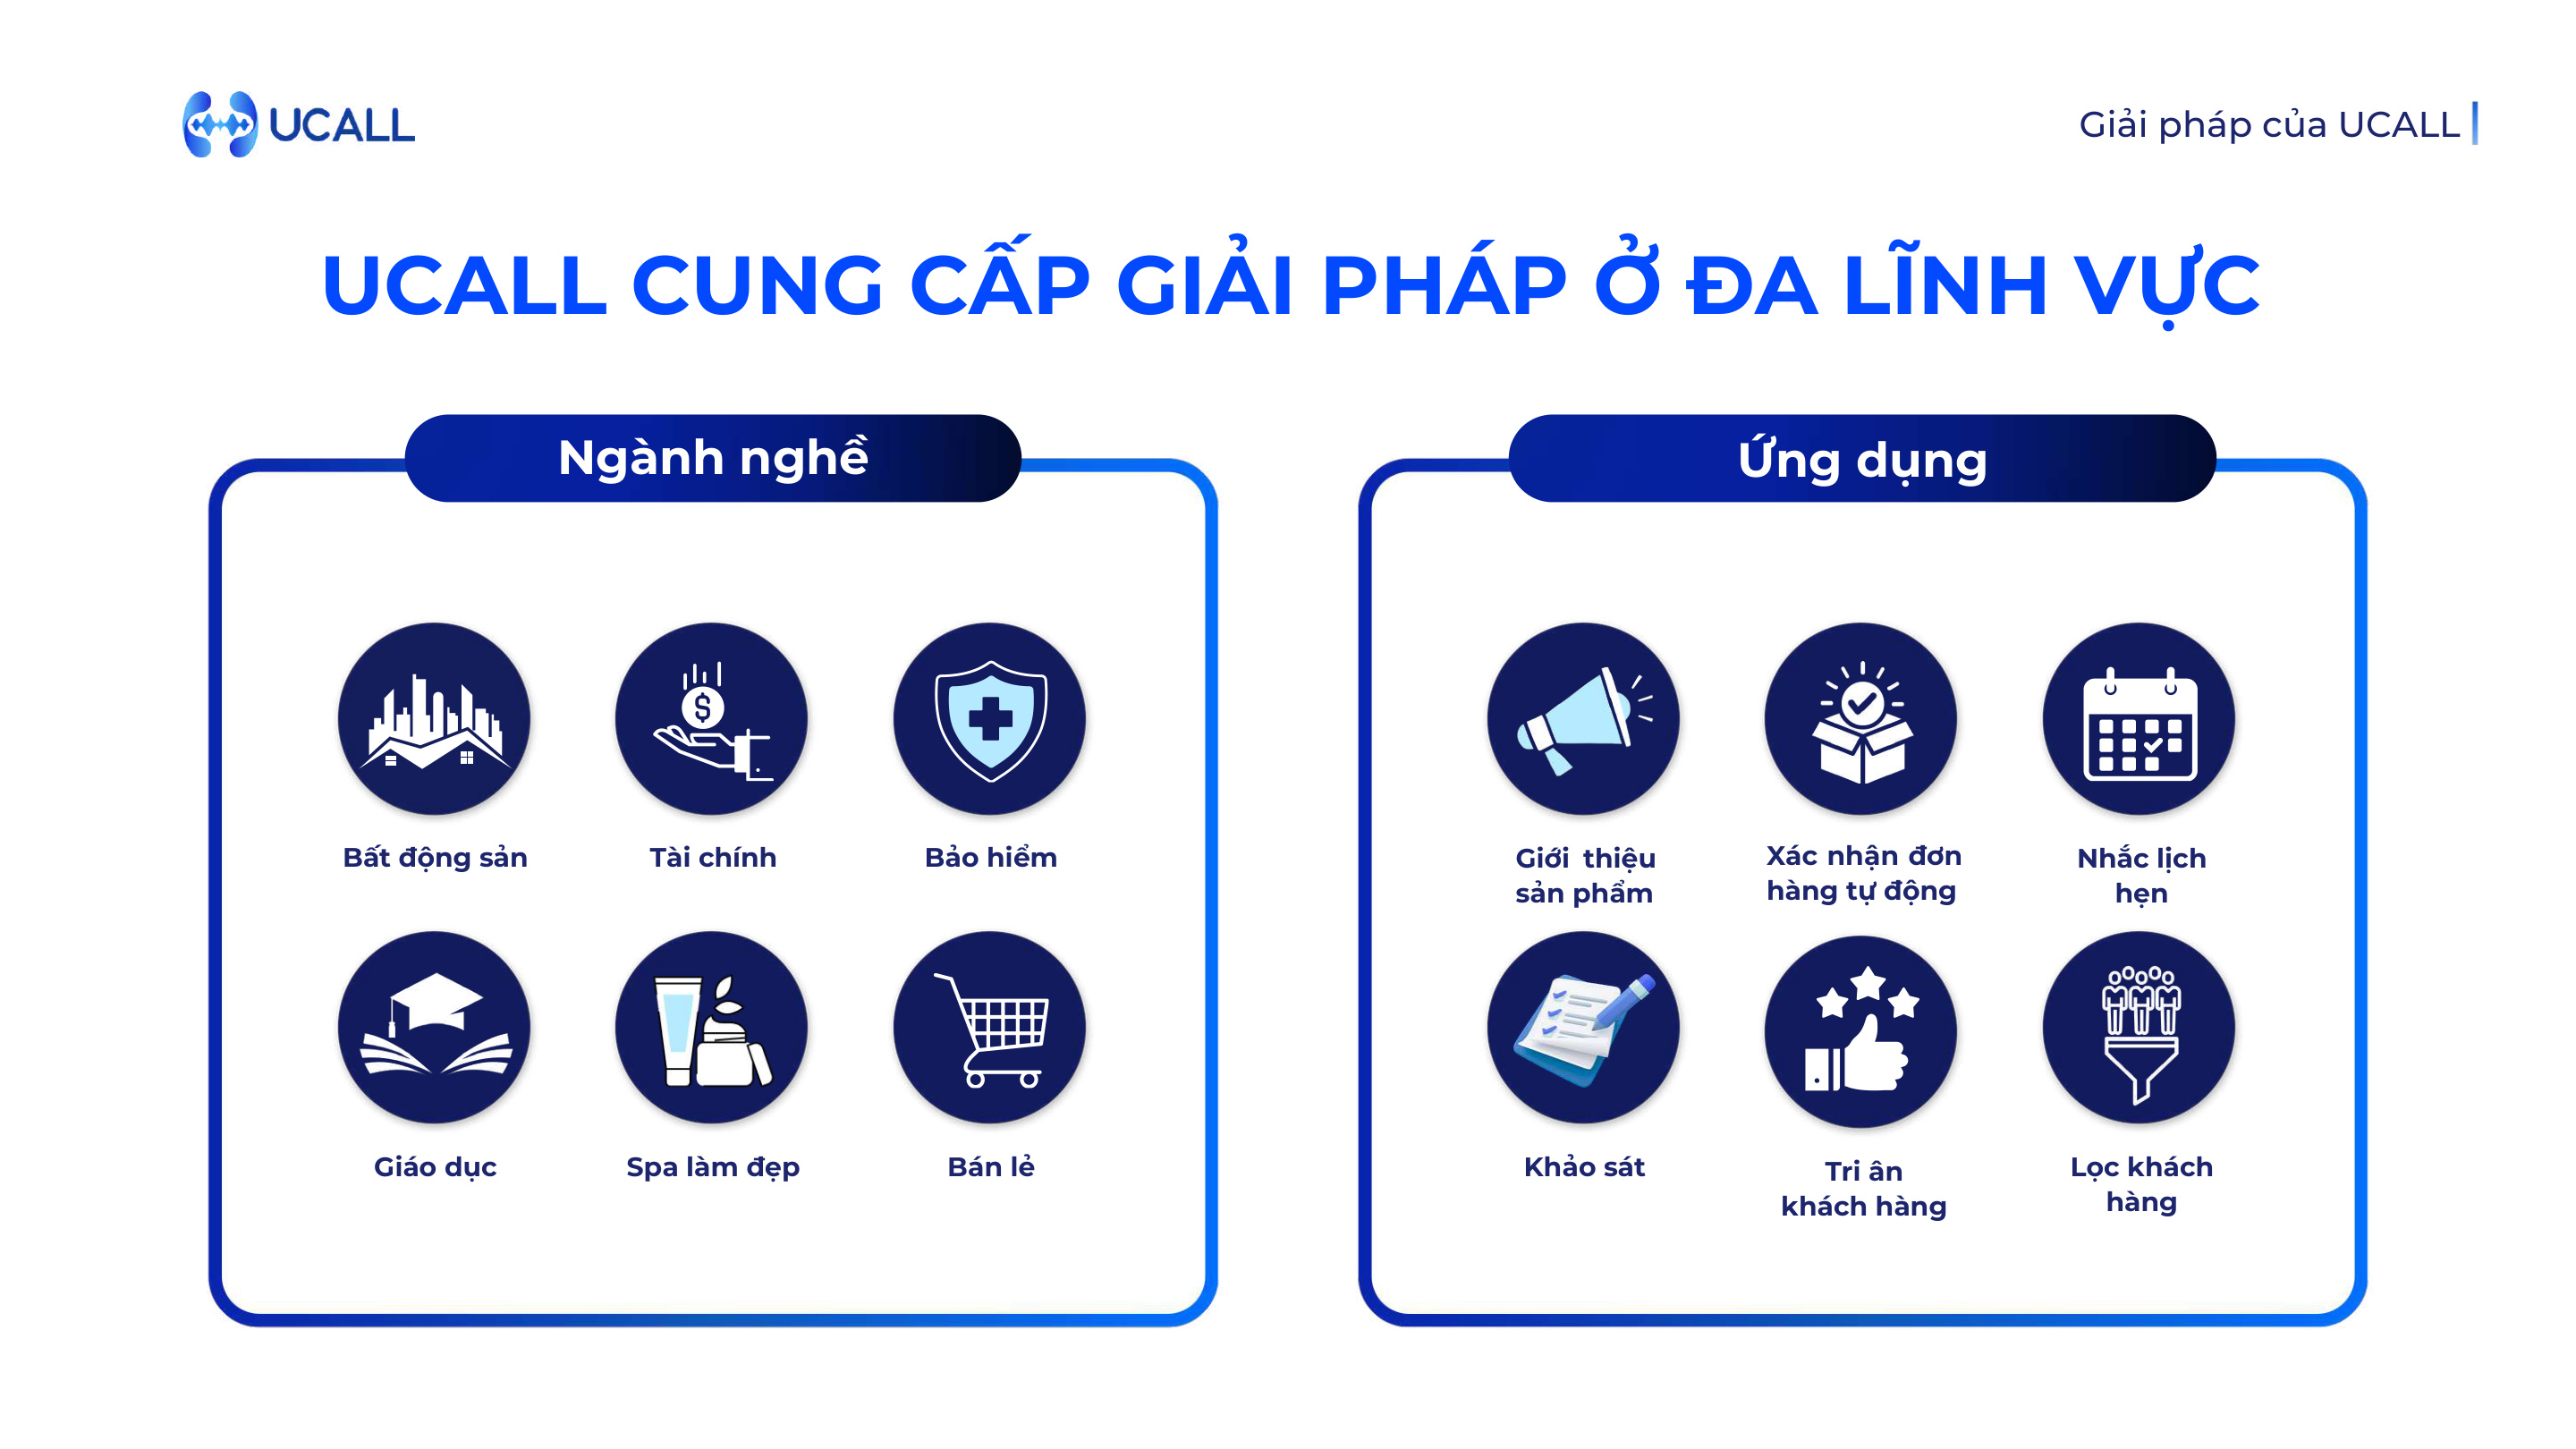 UCALL
Giải pháp của UCALL
UCALL CUNG CẤP GIẢI PHÁP Ở ĐA LĨNH VỰC
Ngành nghề
Bất động sản
Tài chính
Bảo hiểm
Giáo dục
Spa làm đẹp
Bán lẻ
Ứng dụng
Giới thiệu
sản phẩm
Xác nhận đơn
hàng tự động
Nhắc lịch
hẹn
Khảo sát
Tri ân
khách hàng
Lọc khách
hàng